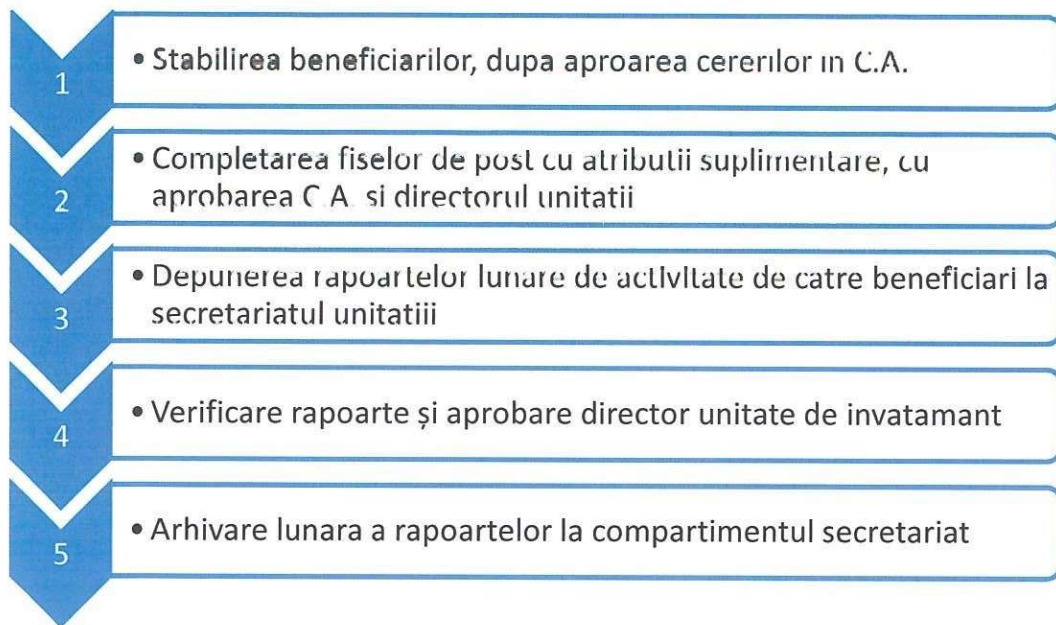 1
• Stabilirea beneficiarilor, dupa aproarea cererilor in C.A.
2
• Completarea fiselor de post cu atributii suplimentare, cu
aprobarea C.A. si directorul unitatii
3
• Depunerea rapoartelor lunare de activitate de catre beneficiari la
secretariatul unitatiii
4
• Verificare rapoarte și aprobare director unitate de invatamant
5
• Arhivare lunara a rapoartelor la compartimentul secretariat